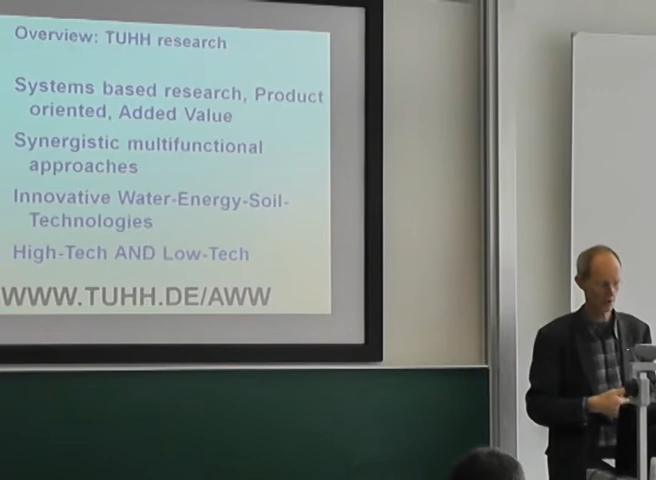 Overview: TUHH research
Systems based research, Product
oriented, Added Value
Synergistic multifunctional
approaches
Innovative Water-Energy-Soil-
Technologies
High-Tech AND Low-Tech
WWW.TUHH.DE/AWW